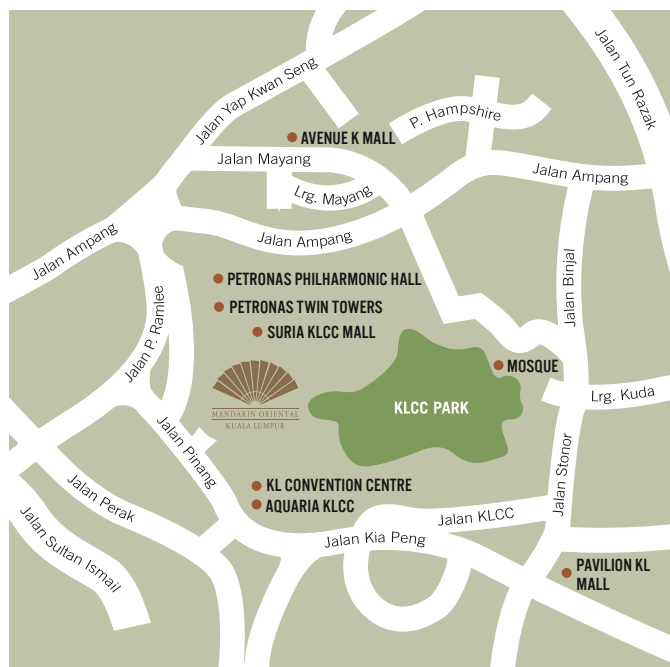 Jalan Yap Kwan Seng
Jalan Tun Razak
P. Hampshire
AVENUE K MALL
Jalan Mayang
Jalan Ampang
Lrg. Mayang
Jalan Ampang
Jalan Ampang
Jalan Binjal
PETRONAS PHILHARMONIC HALL
PETRONAS TWIN TOWERS
SURIA KLCC MALL
Jalan P. Ramlee
MOSQUE
Lrg. Kuda
KLCC PARK
MANDARIN ORIENTAL
KUALA LUMPUR
Jalan Pinang
Jalan Stonor
KL CONVENTION CENTRE
AQUARIA KLCC
Jalan Perak
Jalan KLCC
Jalan Kia Peng
Jalan Sultan Ismail
PAVILION KL
MALL